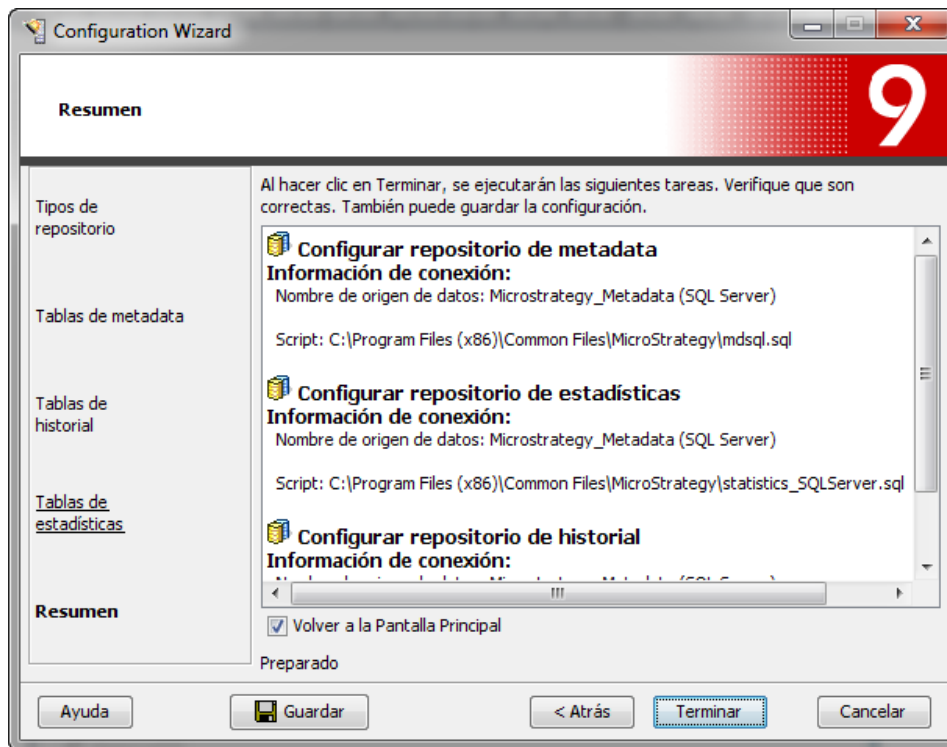 Configuration Wizard
Resumen
9
Tipos de
repositorio
Tablas de metadata
Tablas de
historial
Tablas de
estadísticas
Resumen
Al hacer clic en Terminar, se ejecutarán las siguientes tareas. Verifique que son
correctas. También puede guardar la configuración.
Configurar repositorio de metadata
Información de conexión:
Nombre de origen de datos: Microstrategy_Metadata (SQL Server)
Script: C:\Program Files (x86)\Common Files\MicroStrategy\mdsql.sql
Configurar repositorio de estadísticas
Información de conexión:
Nombre de origen de datos: Microstrategy_Metadata (SQL Server)
Script: C:\Program Files (x86)\Common Files\MicroStrategy\statistics_SQLServer.sql
Configurar repositorio de historial
Información de conexión:
Volver a la Pantalla Principal
Preparado
Ayuda
Guardar
< Atrás
Terminar
Cancelar